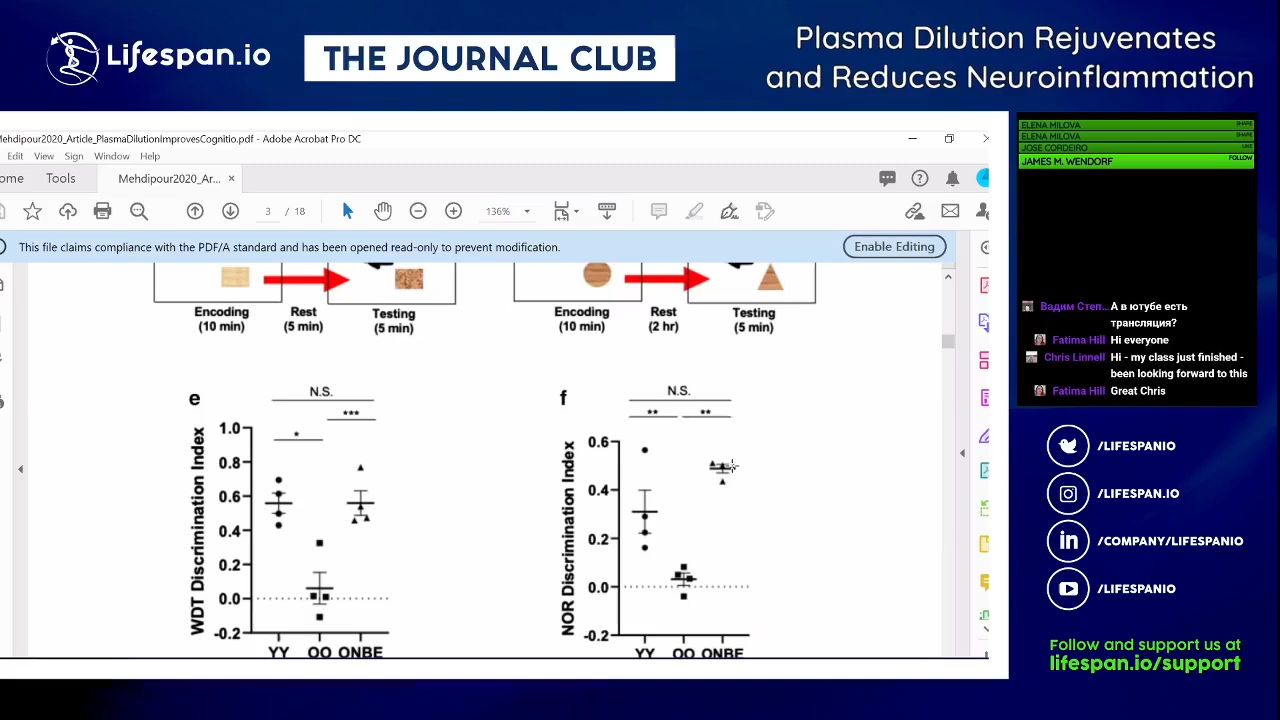 Lifespan.io
THE JOURNAL CLUB
Plasma Dilution Rejuvenates
and Reduces Neuroinflammation
Mehdipour2020_Article_PlasmaDilutionImprovesCognitio.pdf - Adobe Acrobat Pro DC
Edit View Sign Window Help
ome Tools Mehdipour2020_Ar... ×
3 / 18 136%
This file claims compliance with the PDF/A standard and has been opened read-only to prevent modification.
Enable Editing
Encoding
(10 min)
Rest
(5 min)
Testing
(5 min)
Encoding
(10 min)
Rest
(2 hr)
Testing
(5 min)
e
N.S.
***
*
WDT Discrimination Index
1.0
0.8
0.6
0.4
0.2
0.0
-0.2
YY OO ONBE
f
N.S.
** **
NOR Discrimination Index
0.6
0.4
0.2
0.0
-0.2
YY OO ONBE
ELENA MILOVA SHARE
ELENA MILOVA SHARE
JOSE CORDEIRO LIKE
JAMES M. WENDORF FOLLOW
Вадим Степ... А в ютубе есть
трансляция?
Fatima Hill Hi everyone
Chris Linnell Hi - my class just finished -
been looking forward to this
Fatima Hill Great Chris
/LIFESPANIO
/LIFESPAN.IO
/COMPANY/LIFESPANIO
/LIFESPANIO
Follow and support us at
lifespan.io/support